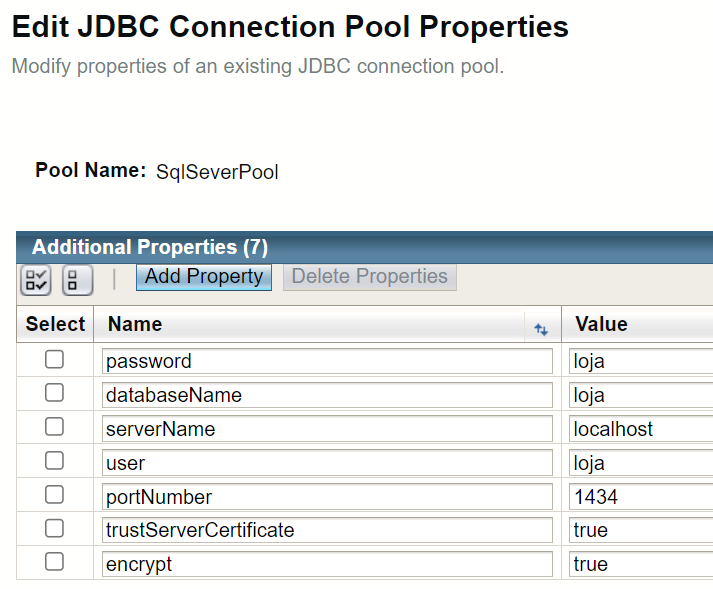 Edit JDBC Connection Pool Properties
Modify properties of an existing JDBC connection pool.
Pool Name: SqlSeverPool
Additional Properties (7)
Add Property Delete Properties
Select Name Value
password loja
databaseName loja
serverName localhost
user loja
portNumber 1434
trustServerCertificate true
encrypt true